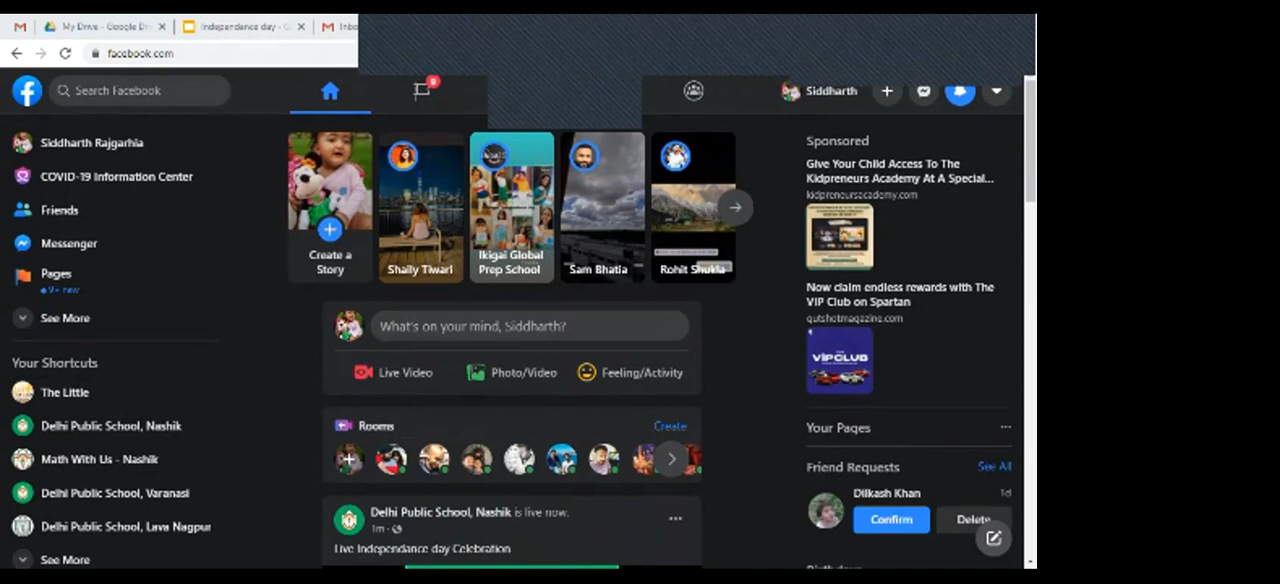 My Drive - Google Dr
Independance day - G
Inbo
facebook.com
Search Facebook
9
Siddharth
Siddharth Rajgarhia
COVID-19 Information Center
Friends
Messenger
Pages
9+ new
See More
Your Shortcuts
The Little
Delhi Public School, Nashik
Math With Us - Nashik
Delhi Public School, Varanasi
Delhi Public School, Lava Nagpur
See More
Create a
Story
Shaily Tiwari
Ikigai Global
Prep School
Sam Bhatia
Rohit Shukla
What's on your mind, Siddharth?
Live Video
Photo/Video
Feeling/Activity
Rooms
Create
Delhi Public School, Nashik is live now.
1m
Live Independance day Celebration
Sponsored
Give Your Child Access To The
Kidpreneurs Academy At A Special...
kidpreneursacademy.com
Now claim endless rewards with The
VIP Club on Spartan
gutshotmagazine.com
VIPCLUB
Your Pages
Friend Requests
See All
Dilkash Khan
1d
Confirm
Delete